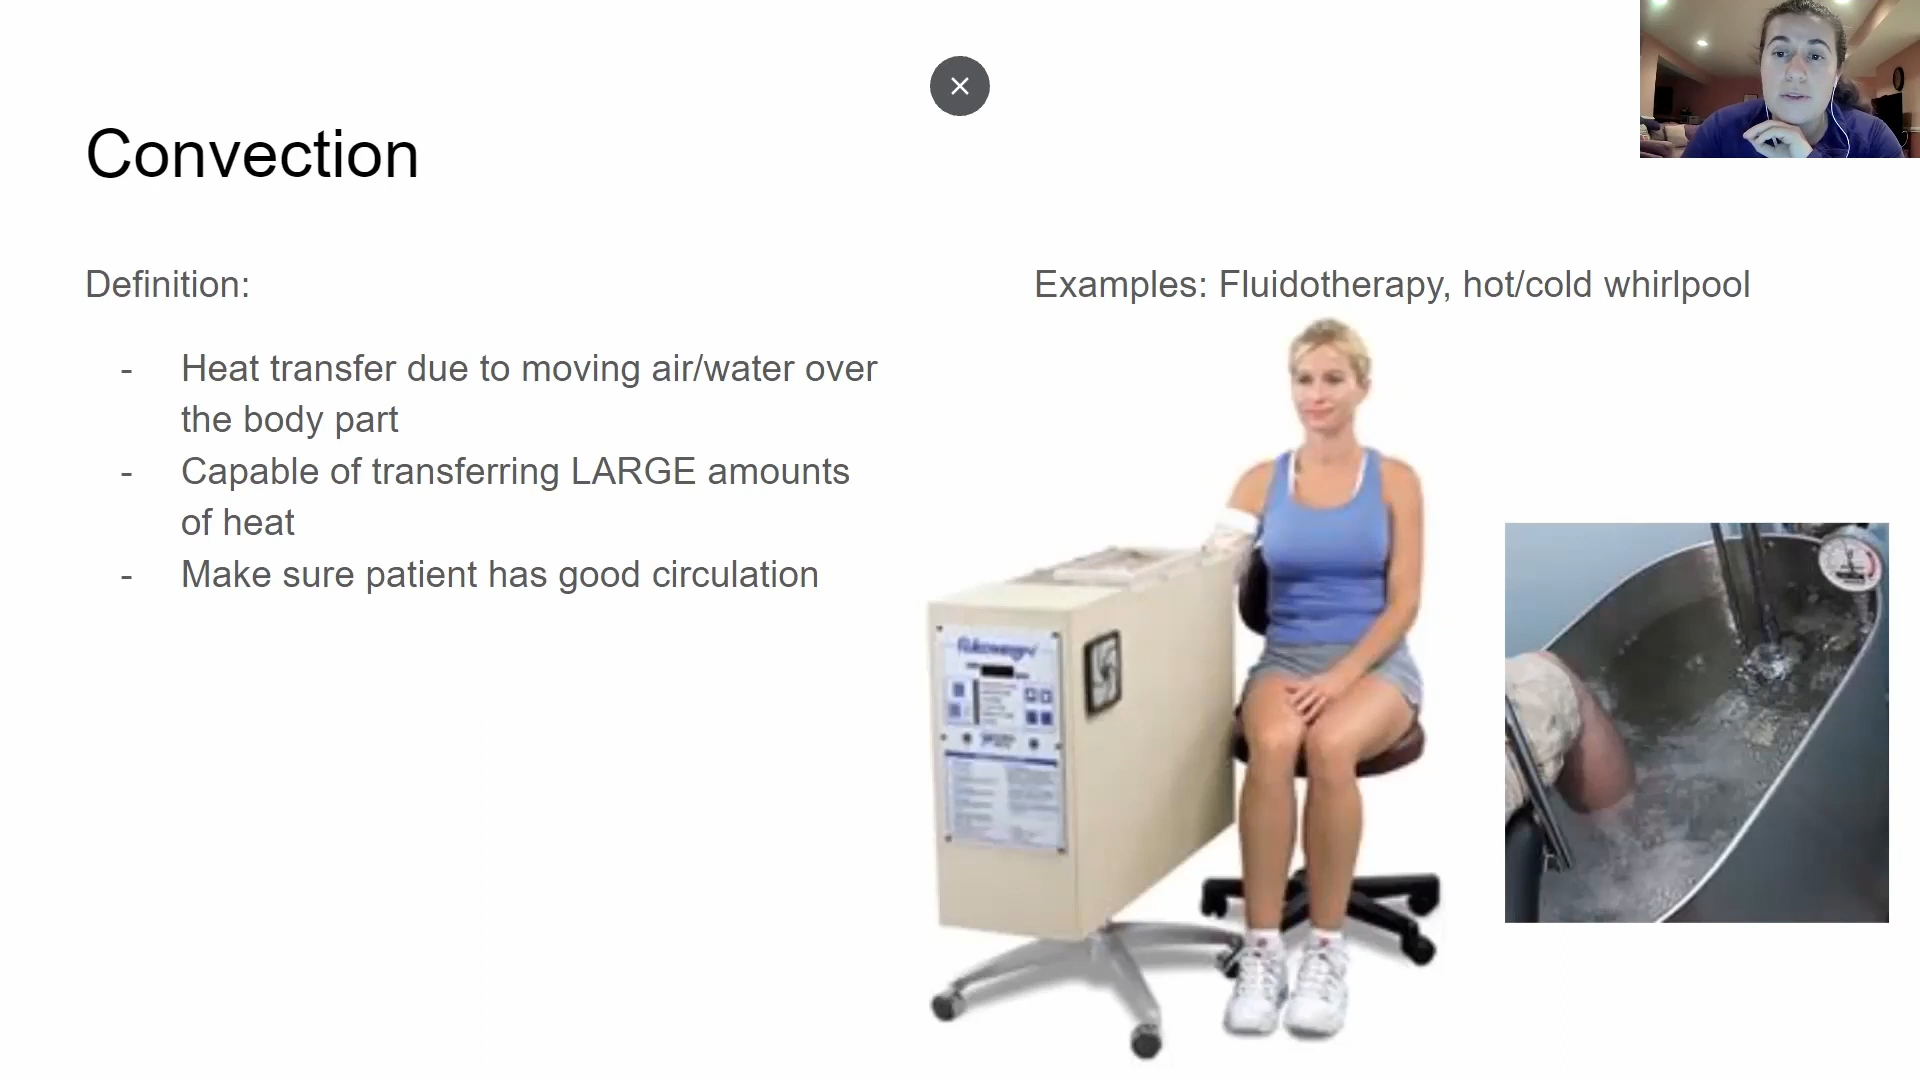 Convection
Definition:
- Heat transfer due to moving air/water over
the body part
- Capable of transferring LARGE amounts
of heat
- Make sure patient has good circulation
Examples: Fluidotherapy, hot/cold whirlpool